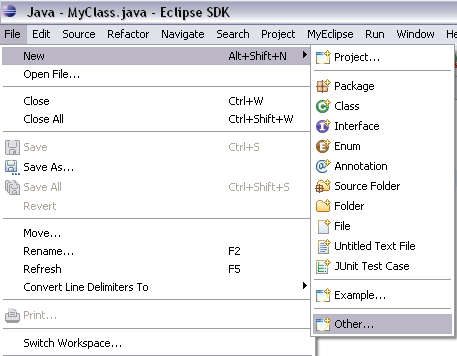 Java - MyClass.java - Eclipse SDK
File Edit Source Refactor Navigate Search Project MyEclipse Run Window
New Alt+Shift+N
Open File...
Close Ctrl+W
Close All Ctrl+Shift+W
Save Ctrl+S
Save As...
Save All Ctrl+Shift+S
Revert
Move...
Rename... F2
Refresh F5
Convert Line Delimiters To
Print...
Switch Workspace...
Project...
Package
Class
Interface
Enum
Annotation
Source Folder
Folder
File
Untitled Text File
JUnit Test Case
Example...
Other...